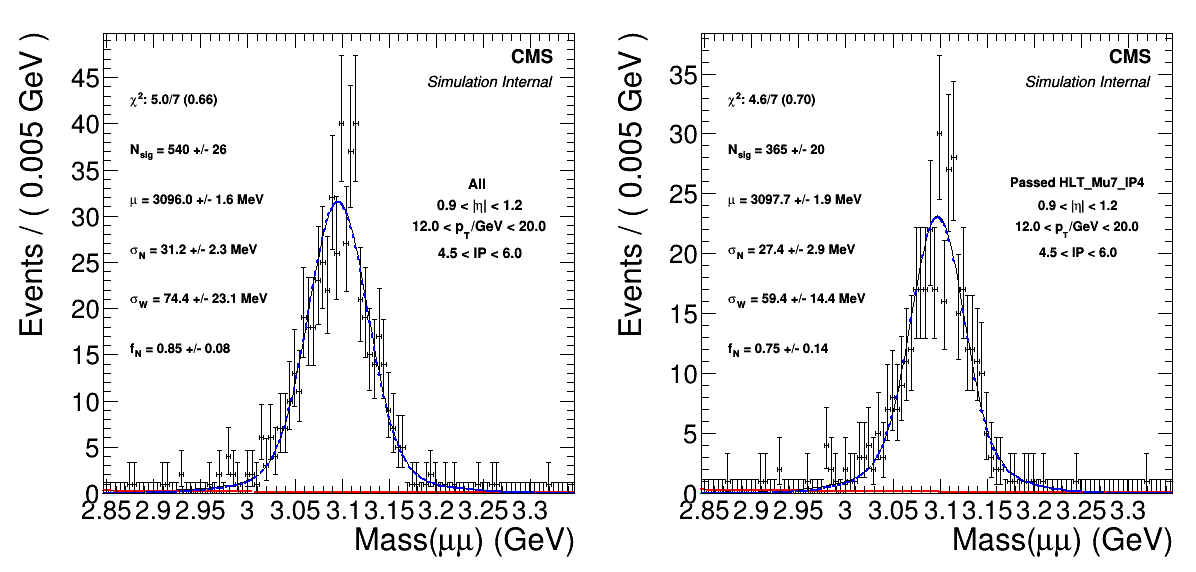 CMS
Simulation Internal
χ²: 5.0/7 (0.66)
N_sig = 540 +/- 26
μ = 3096.0 +/- 1.6 MeV
σ_N = 31.2 +/- 2.3 MeV
σ_W = 74.4 +/- 23.1 MeV
f_N = 0.85 +/- 0.08
All
0.9 < |η| < 1.2
12.0 < p_T/GeV < 20.0
4.5 < IP < 6.0
Events / ( 0.005 GeV )
45
40
35
30
25
20
15
10
5
0
2.85 2.9 2.95 3 3.05 3.1 3.15 3.2 3.25 3.3
Mass(μμ) (GeV)
CMS
Simulation Internal
χ²: 4.6/7 (0.70)
N_sig = 365 +/- 20
μ = 3097.7 +/- 1.9 MeV
σ_N = 27.4 +/- 2.9 MeV
σ_W = 59.4 +/- 14.4 MeV
f_N = 0.75 +/- 0.14
Passed HLT_Mu7_IP4
0.9 < |η| < 1.2
12.0 < p_T/GeV < 20.0
4.5 < IP < 6.0
Events / ( 0.005 GeV )
35
30
25
20
15
10
5
0
2.85 2.9 2.95 3 3.05 3.1 3.15 3.2 3.25 3.3
Mass(μμ) (GeV)